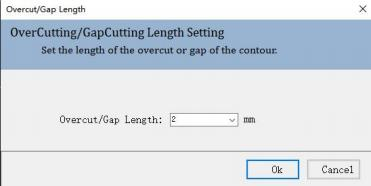 Overcut/Gap Length
OverCutting/GapCutting Length Setting
Set the length of the overcut or gap of the contour.
Overcut/Gap Length: 2 mm
Ok Cancel